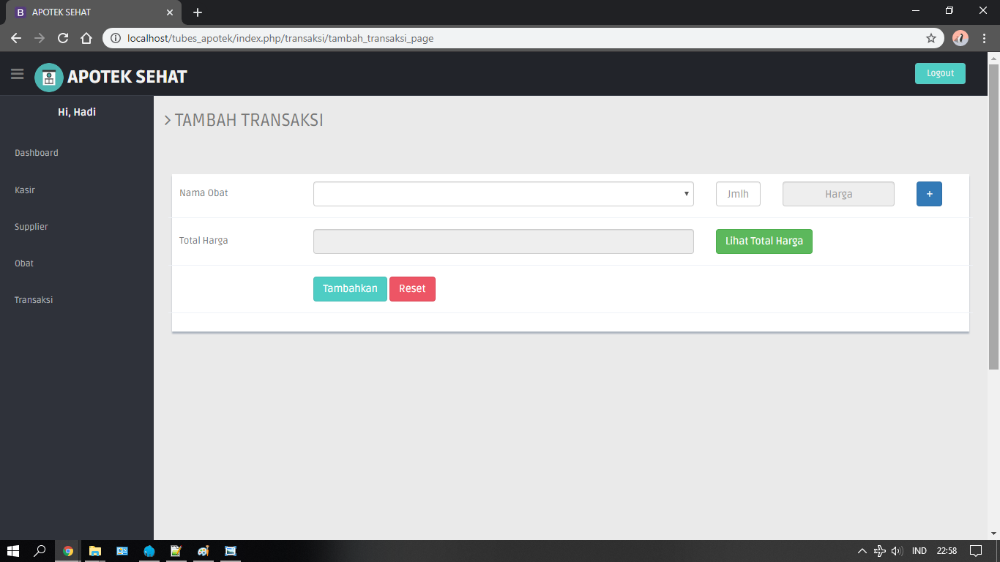 APOTEK SEHAT
localhost/tubes_apotek/index.php/transaksi/tambah_transaksi_page
APOTEK SEHAT
Logout
Hi, Hadi
TAMBAH TRANSAKSI
Dashboard
Kasir
Supplier
Obat
Transaksi
Nama Obat
Jmlh
Harga
+
Total Harga
Lihat Total Harga
Tambahkan
Reset
IND
22:58